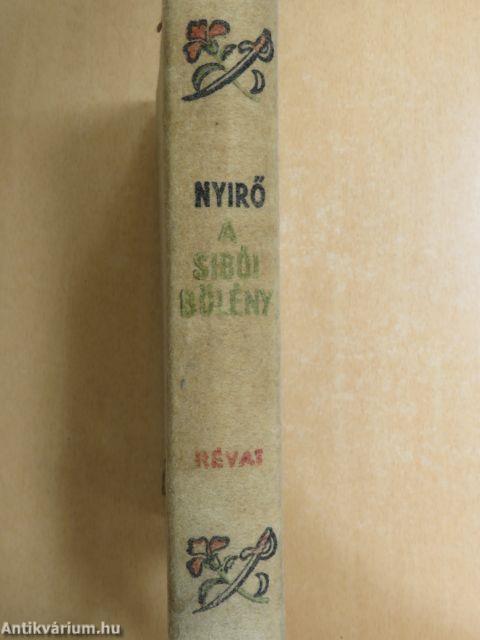 NYIRŐ
A
SIBÓI
BÖLÉNY
RÉVAI
Antikvárium.hu